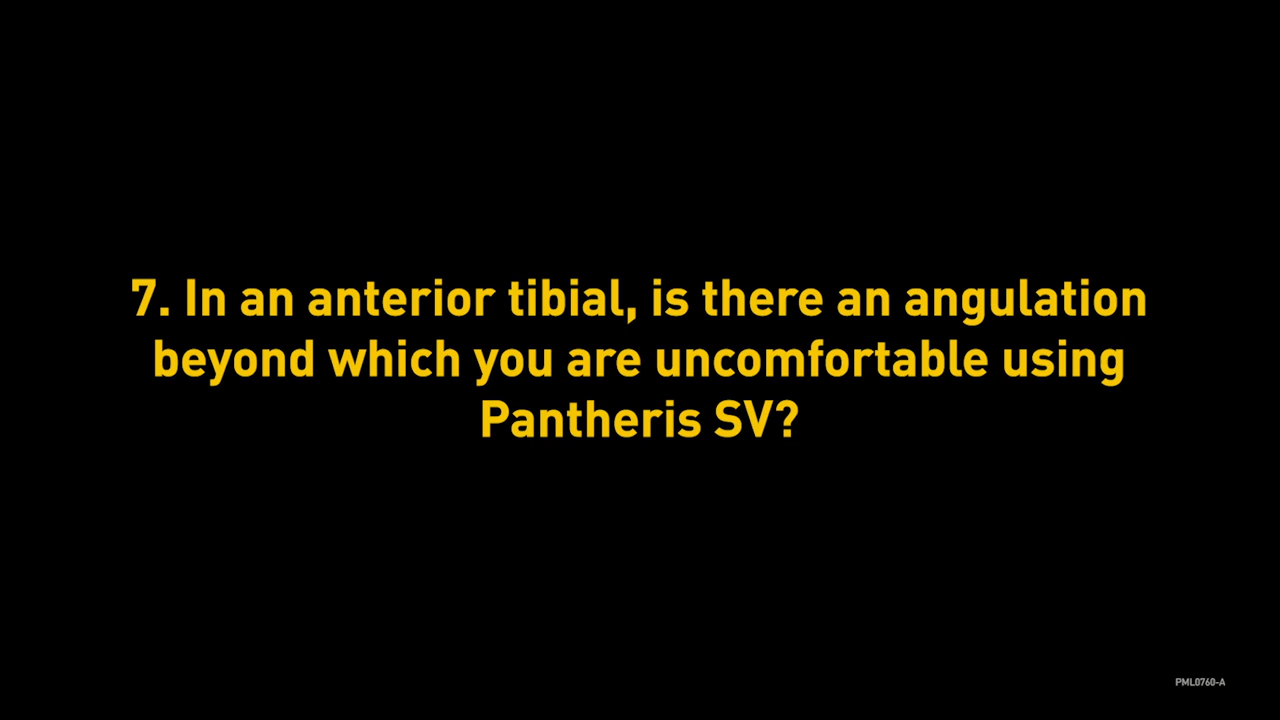 7. In an anterior tibial, is there an angulation
beyond which you are uncomfortable using
Pantheris SV?
PML0760-A